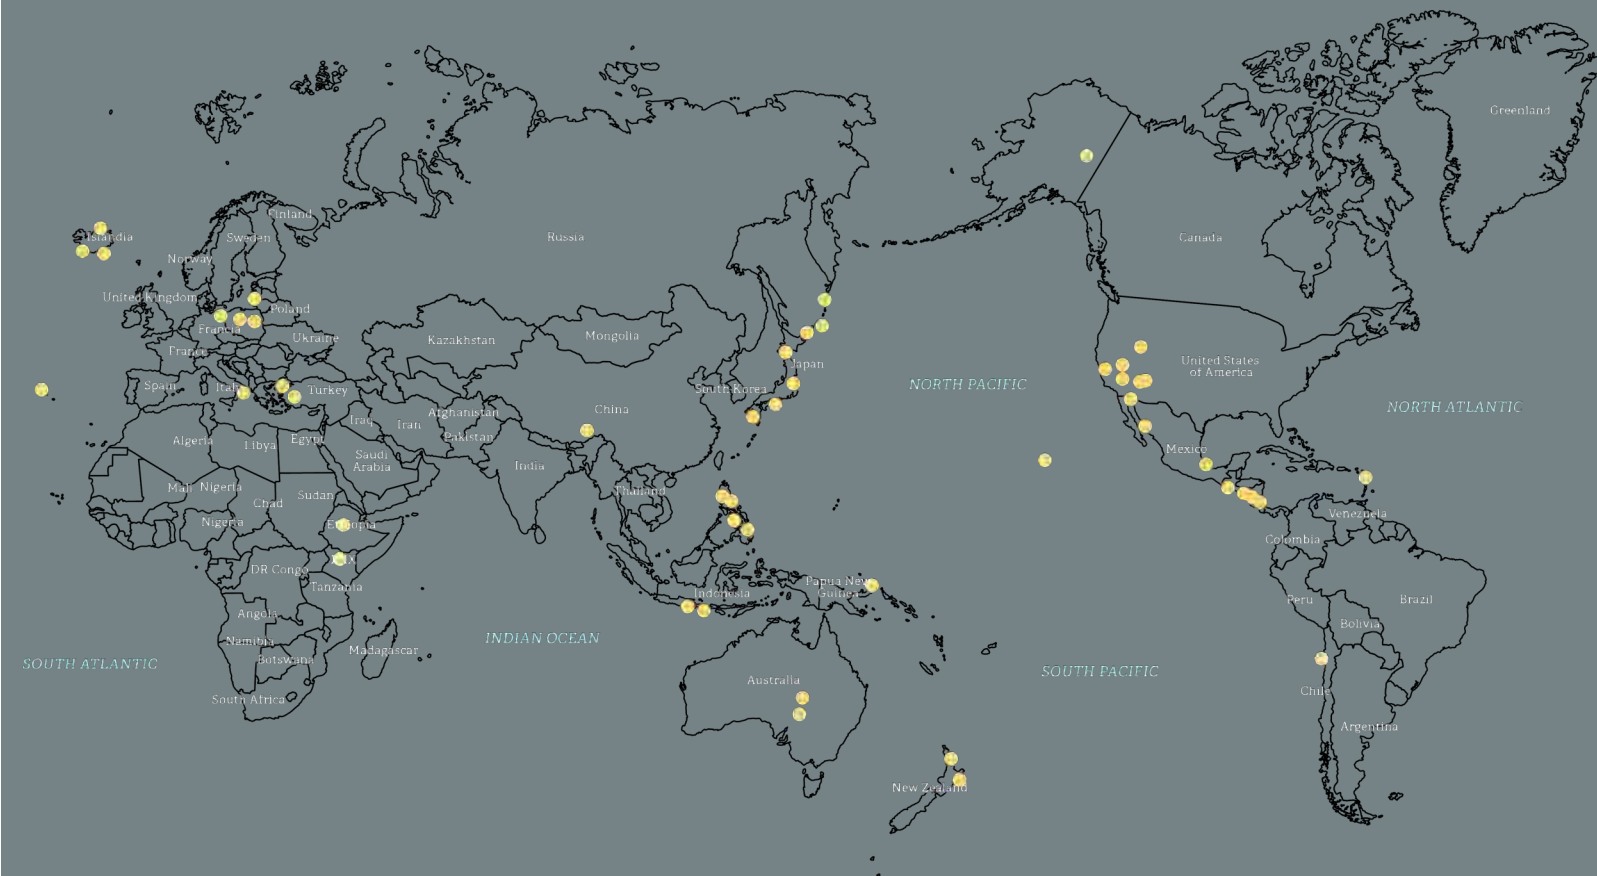 Greenland
Finland
Islandia
Sweden
Russia
Canada
Norway
United Kingdom
Poland
Francia
Ukraine
Mongolia
Kazakhstan
France
Japan
United States
of America
Spain
Italy
Turkey
South Korea
NORTH PACIFIC
NORTH ATLANTIC
China
Afghanistan
Iraq
Iran
Algeria
Libya
Egypt
Pakistan
Mexico
Saudi
Arabia
India
Mali
Nigeria
Thailand
Sudan
Chad
Venezuela
Nigeria
Ethiopia
Colombia
DR Congo
Papua New
Guinea
Tanzania
Indonesia
Peru
Brazil
Angola
Bolivia
Namibia
INDIAN OCEAN
Madagascar
Botswana
SOUTH ATLANTIC
SOUTH PACIFIC
Australia
Chile
South Africa
Argentina
New Zealand